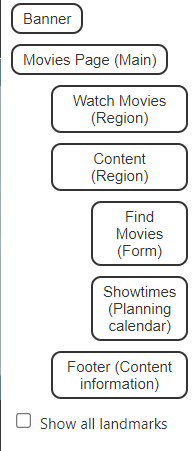 Banner
Movies Page (Main)
Watch Movies
(Region)
Content
(Region)
Find
Movies
(Form)
Showtimes
(Planning
calendar)
Footer (Content
information)
Show all landmarks